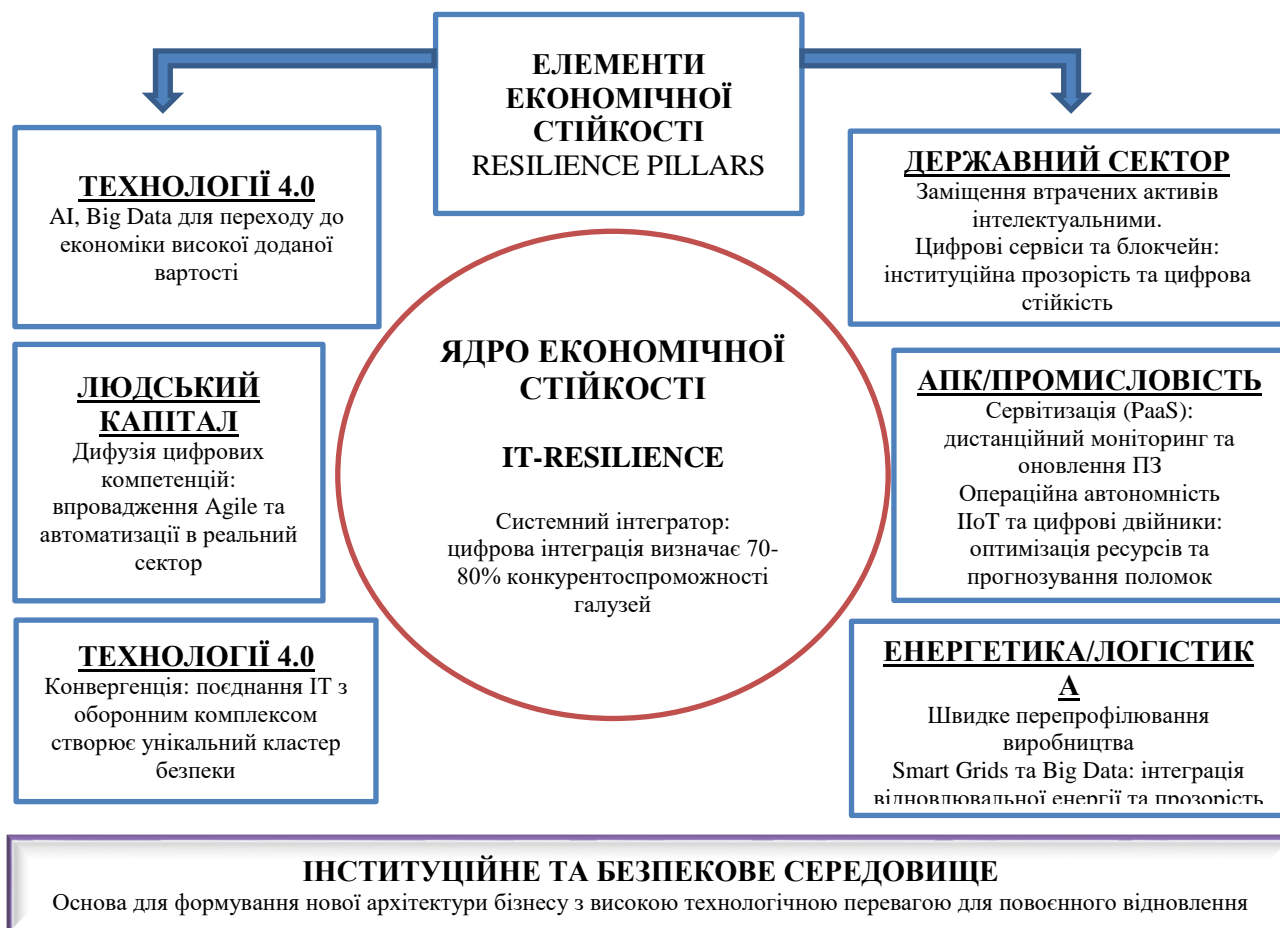 ЕЛЕМЕНТИ
ЕКОНОМІЧНОЇ
СТІЙКОСТІ
RESILIENCE PILLARS
ТЕХНОЛОГІЇ 4.0
AI, Big Data для переходу до
економіки високої доданої
вартості
ЛЮДСЬКИЙ
КАПІТАЛ
Дифузія цифрових
компетенцій:
впровадження Agile та
автоматизації в реальний
сектор
ТЕХНОЛОГІЇ 4.0
Конвергенція: поєднання ІТ з
оборонним комплексом
створює унікальний кластер
безпеки
ЯДРО ЕКОНОМІЧНОЇ
СТІЙКОСТІ
IT-RESILIENCE
Системний інтегратор:
цифрова інтеграція визначає 70-
80% конкурентоспроможності
галузей
ДЕРЖАВНИЙ СЕКТОР
Заміщення втрачених активів
інтелектуальними.
Цифрові сервіси та блокчейн:
інституційна прозорість та цифрова
стійкість
АПК/ПРОМИСЛОВІСТЬ
Сервітизація (PaaS):
дистанційний моніторинг та
оновлення ПЗ
Операційна автономність
ІІоТ та цифрові двійники:
оптимізація ресурсів та
прогнозування поломок
ЕНЕРГЕТИКА/ЛОГІСТИК
А
Швидке перепрофілювання
виробництва
Smart Grids та Big Data: інтеграція
відновлювальної енергії та прозорість
ІНСТИТУЦІЙНЕ ТА БЕЗПЕКОВЕ СЕРЕДОВИЩЕ
Основа для формування нової архітектури бізнесу з високою технологічною перевагою для повоєнного відновлення